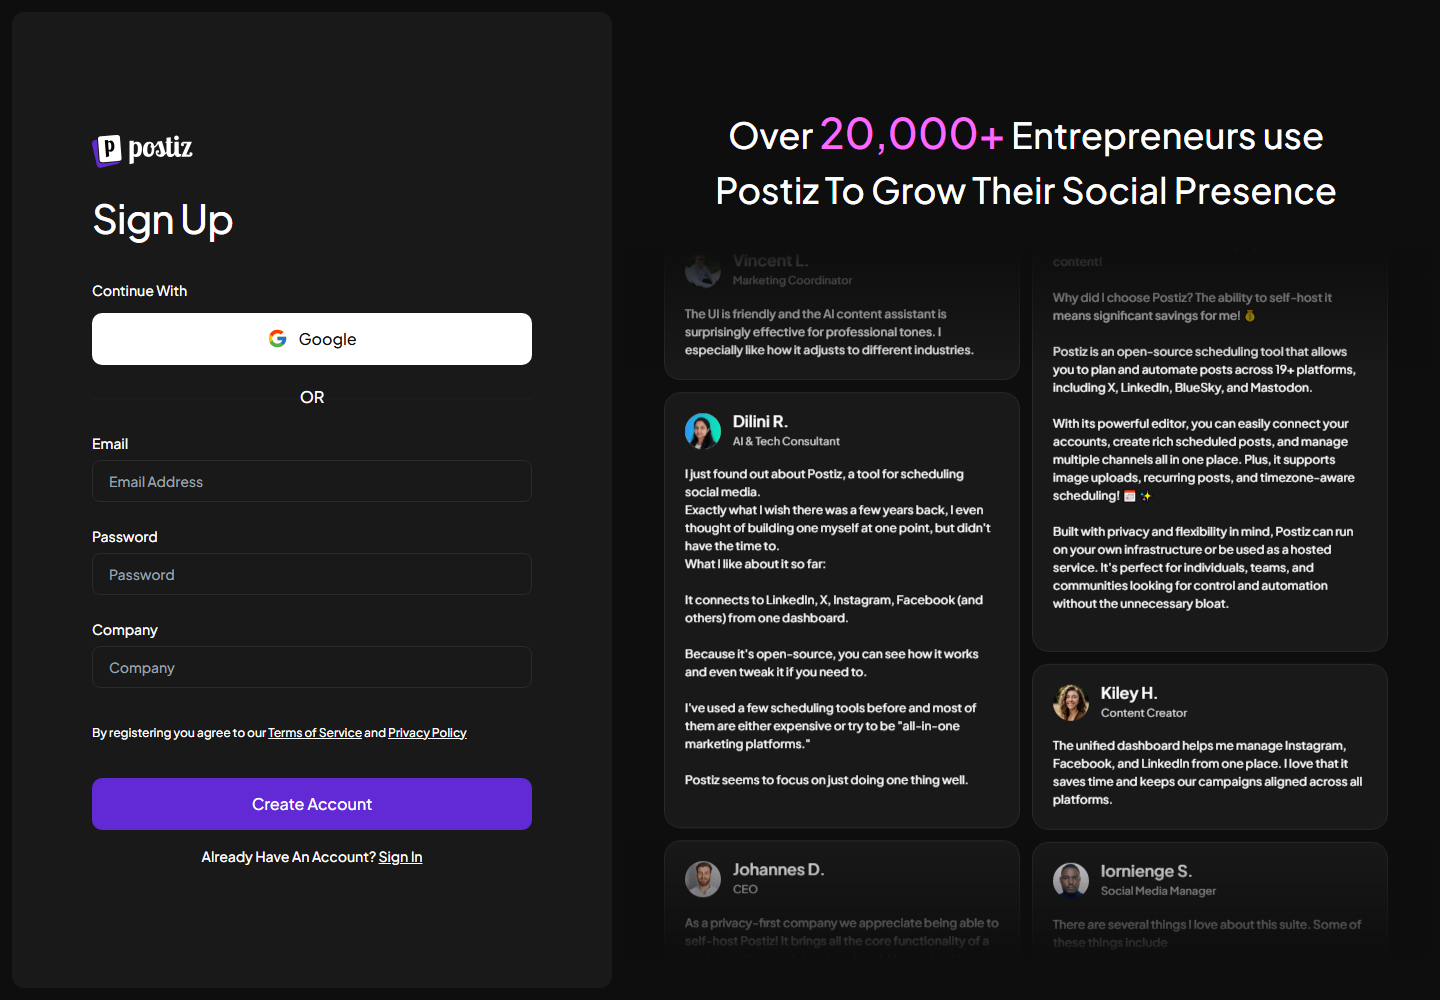 postiz
Sign Up
Continue With
Google
OR
Email
Email Address
Password
Password
Company
Company
By registering you agree to our Terms of Service and Privacy Policy
Create Account
Already Have An Account? Sign In
Over 20,000+ Entrepreneurs use
Postiz To Grow Their Social Presence
Vincent L.
Marketing Coordinator
The UI is friendly and the AI content assistant is
surprisingly effective for professional tones. I
especially like how it adjusts to different industries.
Dilini R.
AI & Tech Consultant
I just found out about Postiz, a tool for scheduling
social media.
Exactly what I wish there was a few years back, I even
thought of building one myself at one point, but didn't
have the time to.
What I like about it so far:
It connects to LinkedIn, X, Instagram, Facebook (and
others) from one dashboard.
Because it's open-source, you can see how it works
and even tweak it if you need to.
I've used a few scheduling tools before and most of
them are either expensive or try to be "all-in-one
marketing platforms."
Postiz seems to focus on just doing one thing well.
Johannes D.
CEO
As a privacy-first company we appreciate being able to
self-host Postiz! It brings all the core functionality of a
content!
Why did I choose Postiz? The ability to self-host it
means significant savings for me! 💰
Postiz is an open-source scheduling tool that allows
you to plan and automate posts across 19+ platforms,
including X, LinkedIn, BlueSky, and Mastodon.
With its powerful editor, you can easily connect your
accounts, create rich scheduled posts, and manage
multiple channels all in one place. Plus, it supports
image uploads, recurring posts, and timezone-aware
scheduling! 📅 ✨
Built with privacy and flexibility in mind, Postiz can run
on your own infrastructure or be used as a hosted
service. It's perfect for individuals, teams, and
communities looking for control and automation
without the unnecessary bloat.
Kiley H.
Content Creator
The unified dashboard helps me manage Instagram,
Facebook, and LinkedIn from one place. I love that it
saves time and keeps our campaigns aligned across all
platforms.
Iornienge S.
Social Media Manager
There are several things I love about this suite. Some of
these things include